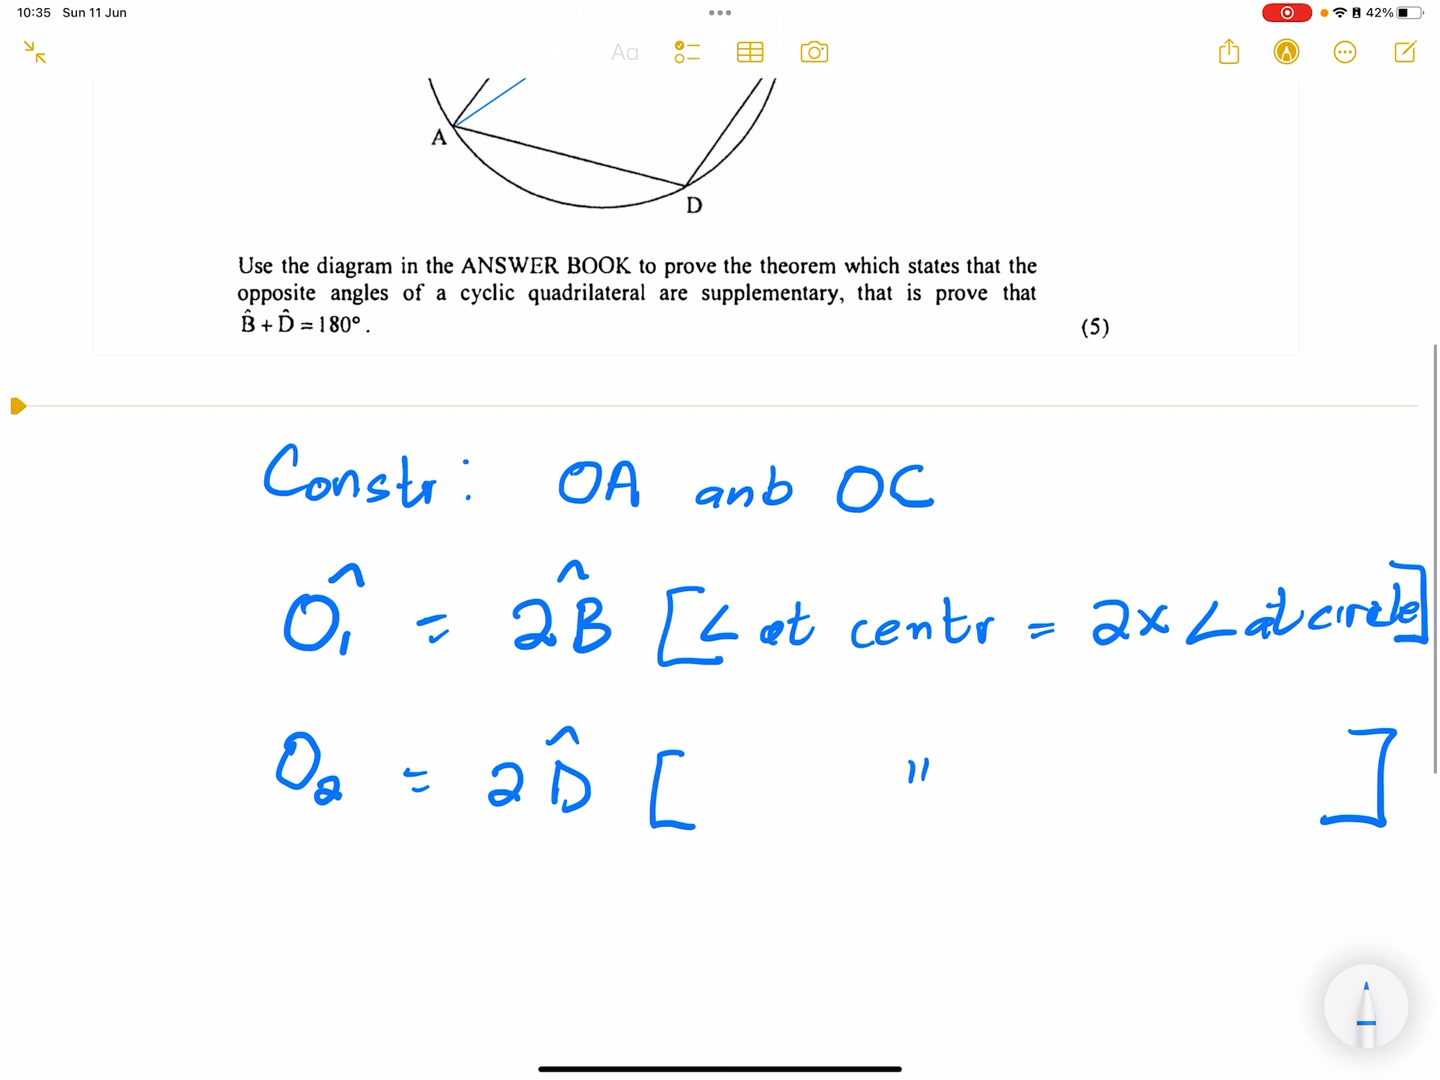 10:35 Sun 11 Jun
42%
Aa
A
D
Use the diagram in the ANSWER BOOK to prove the theorem which states that the
opposite angles of a cyclic quadrilateral are supplementary, that is prove that
B̂ + D̂ = 180° .
(5)
Constr : OA and OC
Ô₁ = 2B̂ [∠ at centr = 2x ∠ at circle]
O₂ = 2D̂ [ " ]